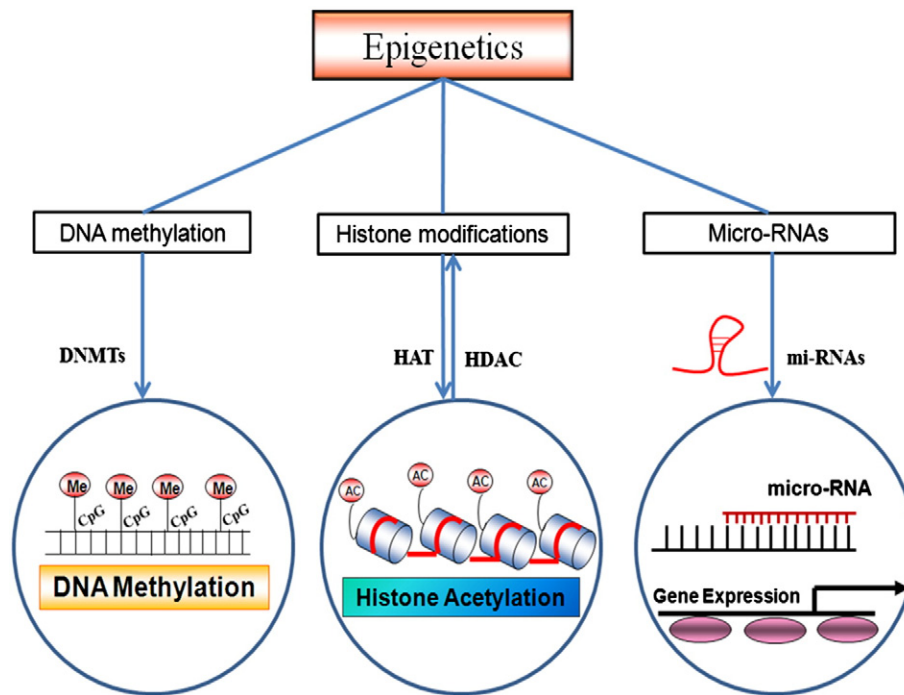 Epigenetics
DNA methylation
Histone modifications
Micro-RNAs
DNMTs
HAT
HDAC
mi-RNAs
Me
Me
Me
Me
CpG
CpG
CpG
CpG
DNA Methylation
AC
AC
AC
AC
Histone Acetylation
micro-RNA
Gene Expression